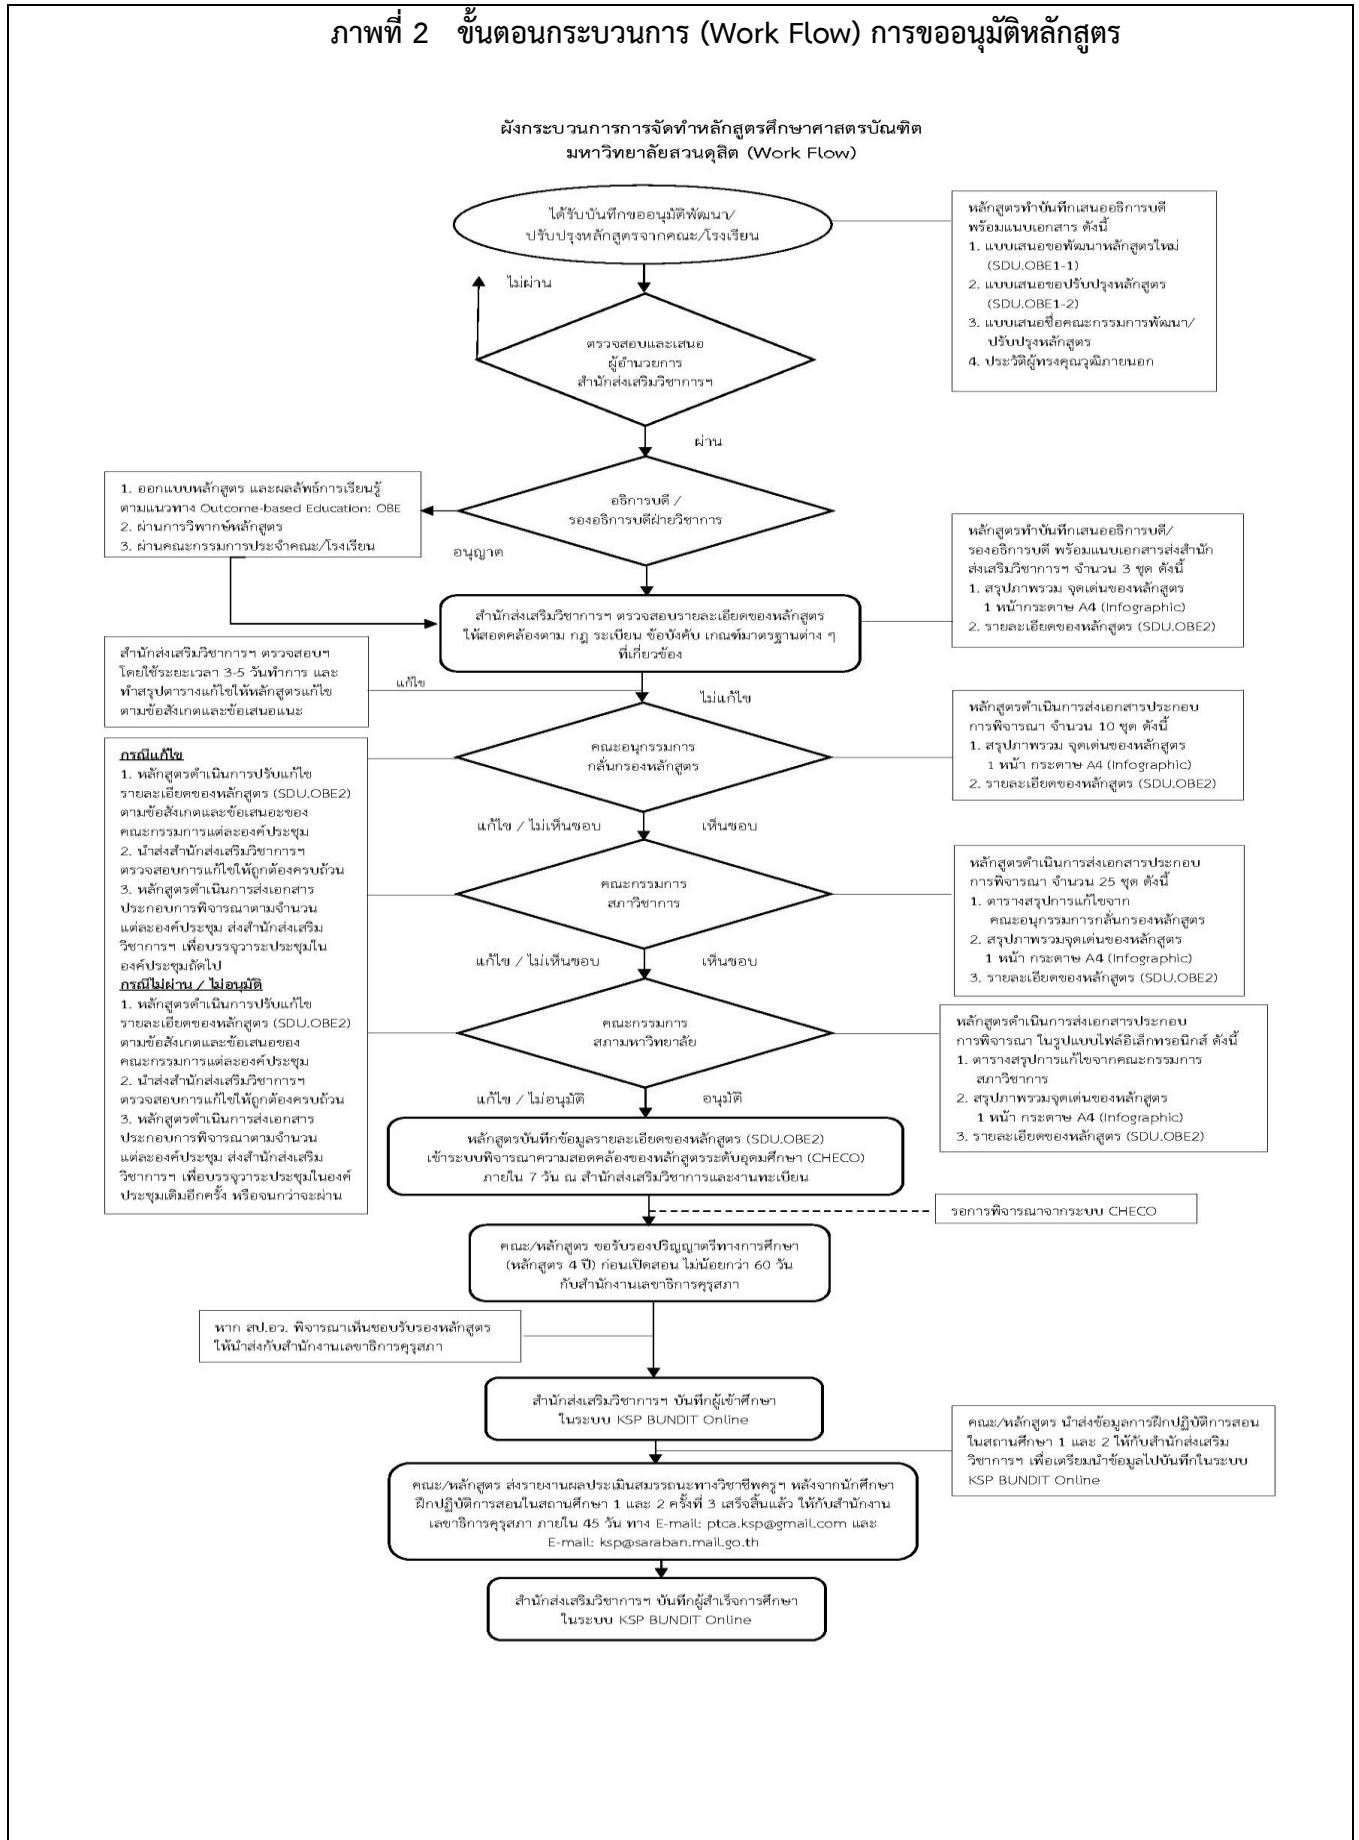 ภาพที่ 2 ขั้นตอนกระบวนการ (Work Flow) การขออนุมัติหลักสูตร
ผังกระบวนการการจัดทำหลักสูตรศึกษาศาสตรบัณฑิต
มหาวิทยาลัยสวนดุสิต (Work Flow)
ได้รับบันทึกขออนุมัติพัฒนา/
ปรับปรุงหลักสูตรจากคณะ/โรงเรียน
หลักสูตรทำบันทึกเสนออธิการบดี
พร้อมแนบเอกสาร ดังนี้
1. แบบเสนอขอพัฒนาหลักสูตรใหม่
(SDU.OBE1-1)
2. แบบเสนอขอปรับปรุงหลักสูตร
(SDU.OBE1-2)
3. แบบเสนอชื่อคณะกรรมการพัฒนา/
ปรับปรุงหลักสูตร
4. ประวัติผู้ทรงคุณวุฒิภายนอก
ไม่ผ่าน
ตรวจสอบและเสนอ
ผู้อำนวยการ
สำนักส่งเสริมวิชาการฯ
ผ่าน
1. ออกแบบหลักสูตร และผลลัพธ์การเรียนรู้
ตามแนวทาง Outcome-based Education: OBE
2. ผ่านการวิพากษ์หลักสูตร
3. ผ่านคณะกรรมการประจำคณะ/โรงเรียน
อธิการบดี /
รองอธิการบดีฝ่ายวิชาการ
อนุญาต
หลักสูตรทำบันทึกเสนออธิการบดี/
รองอธิการบดี พร้อมแนบเอกสารส่งสำนัก
ส่งเสริมวิชาการฯ จำนวน 3 ชุด ดังนี้
1. สรุปภาพรวม จุดเด่นของหลักสูตร
1 หน้ากระดาษ A4 (Infographic)
2. รายละเอียดของหลักสูตร (SDU.OBE2)
สำนักส่งเสริมวิชาการฯ ตรวจสอบรายละเอียดของหลักสูตร
ให้สอดคล้องตาม กฎ ระเบียบ ข้อบังคับ เกณฑ์มาตรฐานต่าง ๆ
ที่เกี่ยวข้อง
สำนักส่งเสริมวิชาการฯ ตรวจสอบฯ
โดยใช้ระยะเวลา 3-5 วันทำการ และ
ทำสรุปตารางแก้ไขให้หลักสูตรแก้ไข
ตามข้อสังเกตและข้อเสนอแนะ
แก้ไข
ไม่แก้ไข
คณะอนุกรรมการ
กลั่นกรองหลักสูตร
หลักสูตรดำเนินการส่งเอกสารประกอบ
การพิจารณา จำนวน 10 ชุด ดังนี้
1. สรุปภาพรวม จุดเด่นของหลักสูตร
1 หน้า กระดาษ A4 (Infographic)
2. รายละเอียดของหลักสูตร (SDU.OBE2)
กรณีแก้ไข
1. หลักสูตรดำเนินการปรับแก้ไข
รายละเอียดของหลักสูตร (SDU.OBE2)
ตามข้อสังเกตและข้อเสนอะของ
คณะกรรมการแต่ละองค์ประชุม
2. นำส่งสำนักส่งเสริมวิชาการฯ
ตรวจสอบการแก้ไขให้ถูกต้องครบถ้วน
3. หลักสูตรดำเนินการส่งเอกสาร
ประกอบการพิจารณาตามจำนวน
แต่ละองค์ประชุม ส่งสำนักส่งเสริม
วิชาการฯ เพื่อบรรจุวาระประชุมใน
องค์ประชุมถัดไป
กรณีไม่ผ่าน / ไม่อนุมัติ
1. หลักสูตรดำเนินการปรับแก้ไข
รายละเอียดของหลักสูตร (SDU.OBE2)
ตามข้อสังเกตและข้อเสนอของ
คณะกรรมการแต่ละองค์ประชุม
2. นำส่งสำนักส่งเสริมวิชาการฯ
ตรวจสอบการแก้ไขให้ถูกต้องครบถ้วน
3. หลักสูตรดำเนินการส่งเอกสาร
ประกอบการพิจารณาตามจำนวน
แต่ละองค์ประชุม ส่งสำนักส่งเสริม
วิชาการฯ เพื่อบรรจุวาระประชุมในองค์
ประชุมเดิมอีกครั้ง หรือจนกว่าจะผ่าน
แก้ไข / ไม่เห็นชอบ
เห็นชอบ
คณะกรรมการ
สภาวิชาการ
หลักสูตรดำเนินการส่งเอกสารประกอบ
การพิจารณา จำนวน 25 ชุด ดังนี้
1. ตารางสรุปการแก้ไขจาก
คณะอนุกรรมการกลั่นกรองหลักสูตร
2. สรุปภาพรวมจุดเด่นของหลักสูตร
1 หน้า กระดาษ A4 (Infographic)
3. รายละเอียดของหลักสูตร (SDU.OBE2)
แก้ไข / ไม่เห็นชอบ
เห็นชอบ
คณะกรรมการ
สภามหาวิทยาลัย
หลักสูตรดำเนินการส่งเอกสารประกอบ
การพิจารณา ในรูปแบบไฟล์อิเล็กทรอนิกส์ ดังนี้
1. ตารางสรุปการแก้ไขจากคณะกรรมการ
สภาวิชาการ
2. สรุปภาพรวมจุดเด่นของหลักสูตร
1 หน้า กระดาษ A4 (Infographic)
3. รายละเอียดของหลักสูตร (SDU.OBE2)
แก้ไข / ไม่อนุมัติ
อนุมัติ
หลักสูตรบันทึกข้อมูลรายละเอียดของหลักสูตร (SDU.OBE2)
เข้าระบบพิจารณาความสอดคล้องของหลักสูตรระดับอุดมศึกษา (CHECO)
ภายใน 7 วัน ณ สำนักส่งเสริมวิชาการและงานทะเบียน
รอการพิจารณาจากระบบ CHECO
คณะ/หลักสูตร ขอรับรองปริญญาตรีทางการศึกษา
(หลักสูตร 4 ปี) ก่อนเปิดสอน ไม่น้อยกว่า 60 วัน
กับสำนักงานเลขาธิการคุรุสภา
หาก สป.อว. พิจารณาเห็นชอบรับรองหลักสูตร
ให้นำส่งกับสำนักงานเลขาธิการคุรุสภา
สำนักส่งเสริมวิชาการฯ บันทึกผู้เข้าศึกษา
ในระบบ KSP BUNDIT Online
คณะ/หลักสูตร นำส่งข้อมูลการฝึกปฏิบัติการสอน
ในสถานศึกษา 1 และ 2 ให้กับสำนักส่งเสริม
วิชาการฯ เพื่อเตรียมนำข้อมูลไปบันทึกในระบบ
KSP BUNDIT Online
คณะ/หลักสูตร ส่งรายงานผลประเมินสมรรถนะทางวิชาชีพครูฯ หลังจากนักศึกษา
ฝึกปฏิบัติการสอนในสถานศึกษา 1 และ 2 ครั้งที่ 3 เสร็จสิ้นแล้ว ให้กับสำนักงาน
เลขาธิการคุรุสภา ภายใน 45 วัน ทาง E-mail: ptca.ksp@gmail.com และ
E-mail: ksp@saraban.mail.go.th
สำนักส่งเสริมวิชาการฯ บันทึกผู้สำเร็จการศึกษา
ในระบบ KSP BUNDIT Online